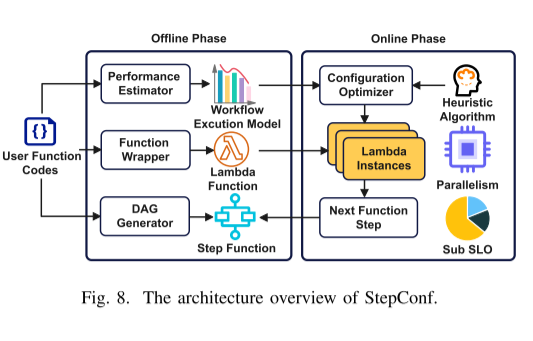 Offline Phase
Online Phase
Performance
Estimator
Workflow
Excution Model
Configuration
Optimizer
Heuristic
Algorithm
{}
User Function
Codes
Function
Wrapper
Lambda
Function
Lambda
Instances
Parallelism
DAG
Generator
Step Function
Next Function
Step
Sub SLO
Fig. 8. The architecture overview of StepConf.